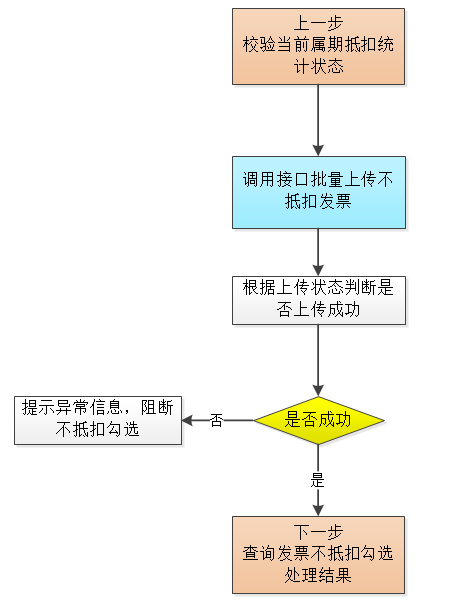 上一步
校验当前属期抵扣统
计状态
调用接口批量上传不
抵扣发票
根据上传状态判断是
否上传成功
是否成功
否
提示异常信息，阻断
不抵扣勾选
是
下一步
查询发票不抵扣勾选
处理结果